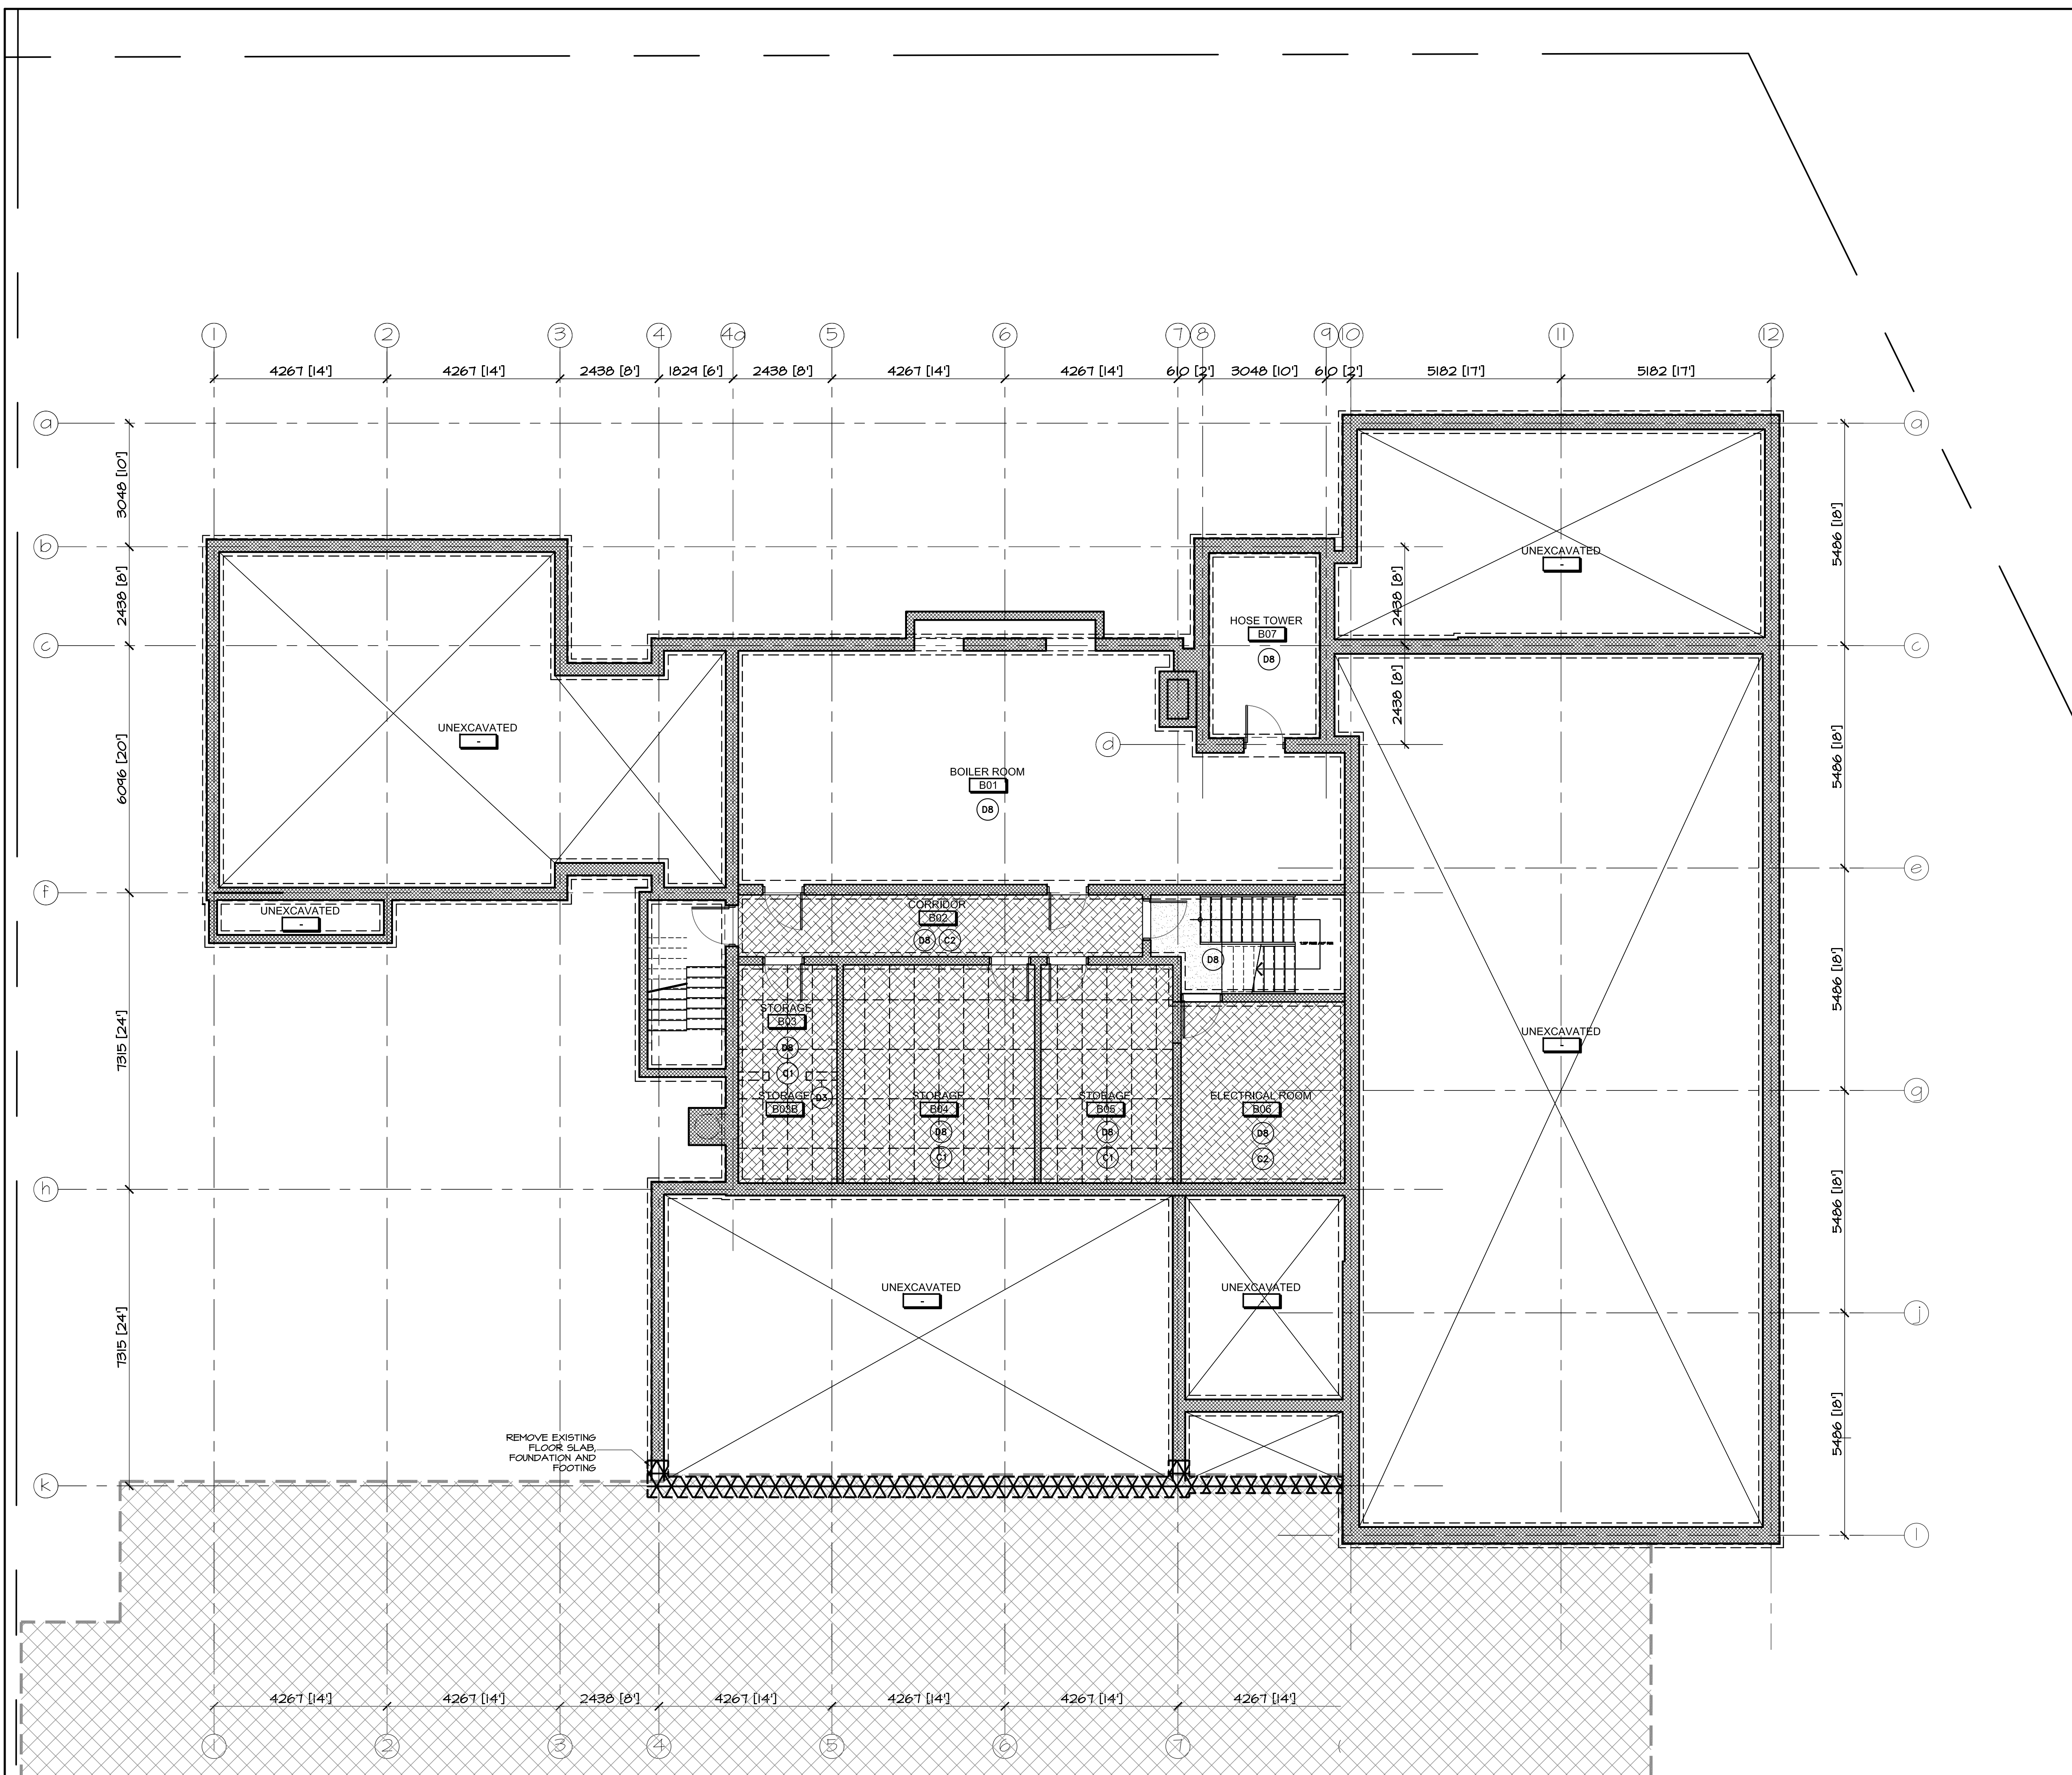 1 2 3 4 4a 5 6 7 8 9 10 11 12
4267 [14'] 4267 [14'] 2438 [8'] 1829 [6'] 2438 [8'] 4267 [14'] 4267 [14'] 610 [2'] 3048 [10'] 610 [2'] 5182 [17'] 5182 [17']
a a
3048 [10']
5486 [18']
b
UNEXCAVATED
-
2438 [8']
2438 [8']
HOSE TOWER
B07
D8
c c
2438 [8']
UNEXCAVATED
-
d
6096 [20']
5486 [18']
BOILER ROOM
B01
D8
e
f
UNEXCAVATED
-
CORRIDOR
B02
D8 C2
D8
5486 [18']
STORAGE
B03
D8
C1
7315 [24']
UNEXCAVATED
-
D3
STORAGE
B03B
STORAGE
B04
D8
C1
STORAGE
B05
D8
C1
ELECTRICAL ROOM
B06
D8
C2
g
h
5486 [18']
UNEXCAVATED
-
UNEXCAVATED
-
j
7315 [24']
5486 [18']
REMOVE EXISTING
FLOOR SLAB,
FOUNDATION AND
FOOTING
k
l
4267 [14'] 4267 [14'] 2438 [8'] 4267 [14'] 4267 [14'] 4267 [14'] 4267 [14']
1 2 3 4 5 6 7